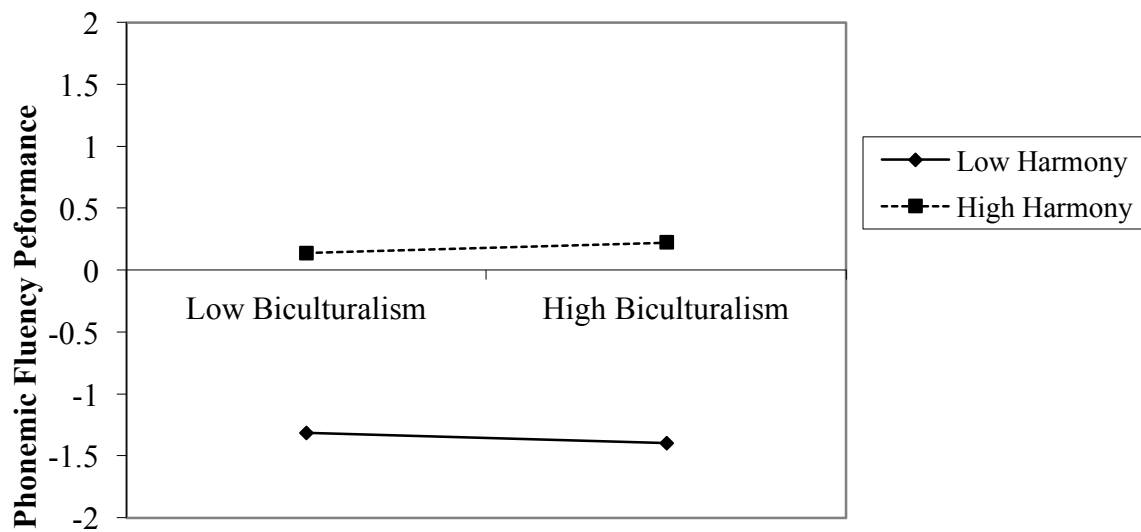 Phonemic Fluency Peformance
2
1.5
1
0.5
0
-0.5
-1
-1.5
-2
Low Biculturalism
High Biculturalism
Low Harmony
High Harmony